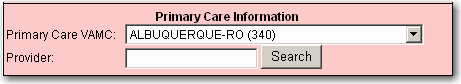 Primary Care Information
Primary Care VAMC: ALBUQUERQUE-RO (340)
Provider: Search